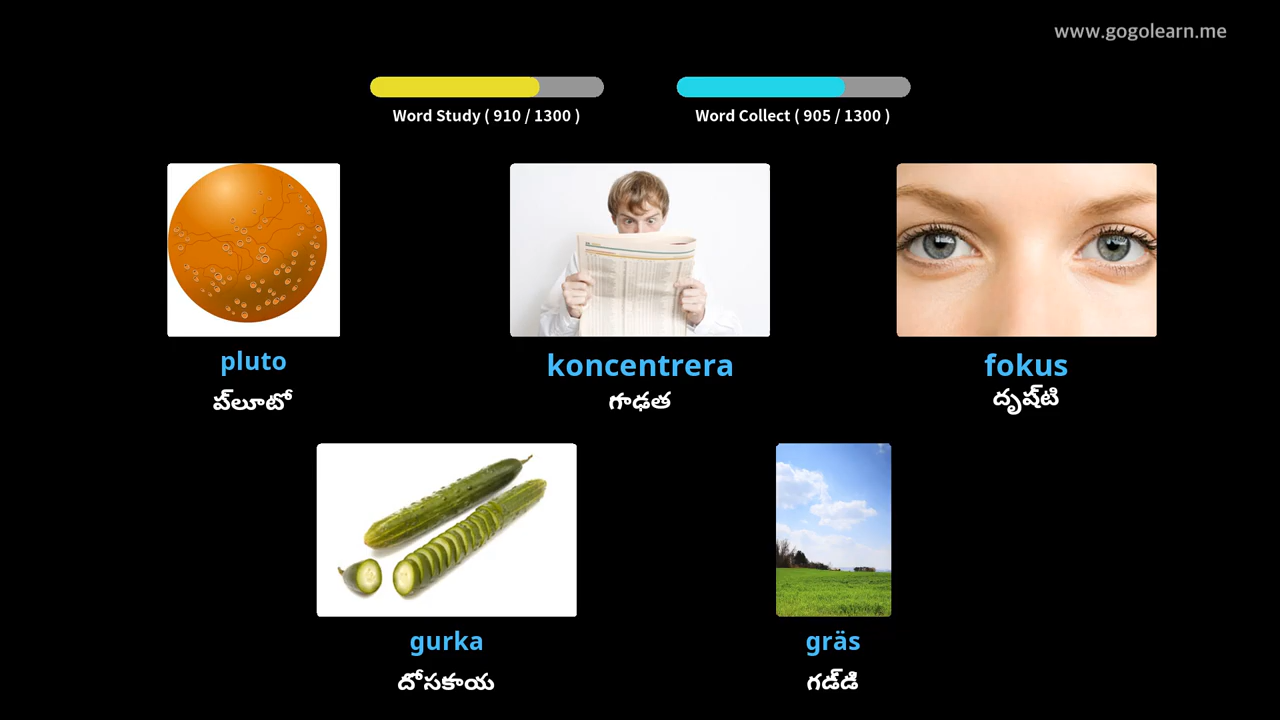 www.gogolearn.me
Word Study ( 910 / 1300 )
Word Collect ( 905 / 1300 )
pluto
ప్‌లూటో
koncentrera
గాఢత
fokus
దృష్‌టి
gurka
దోసకాయ
gräs
గడ్‌డి